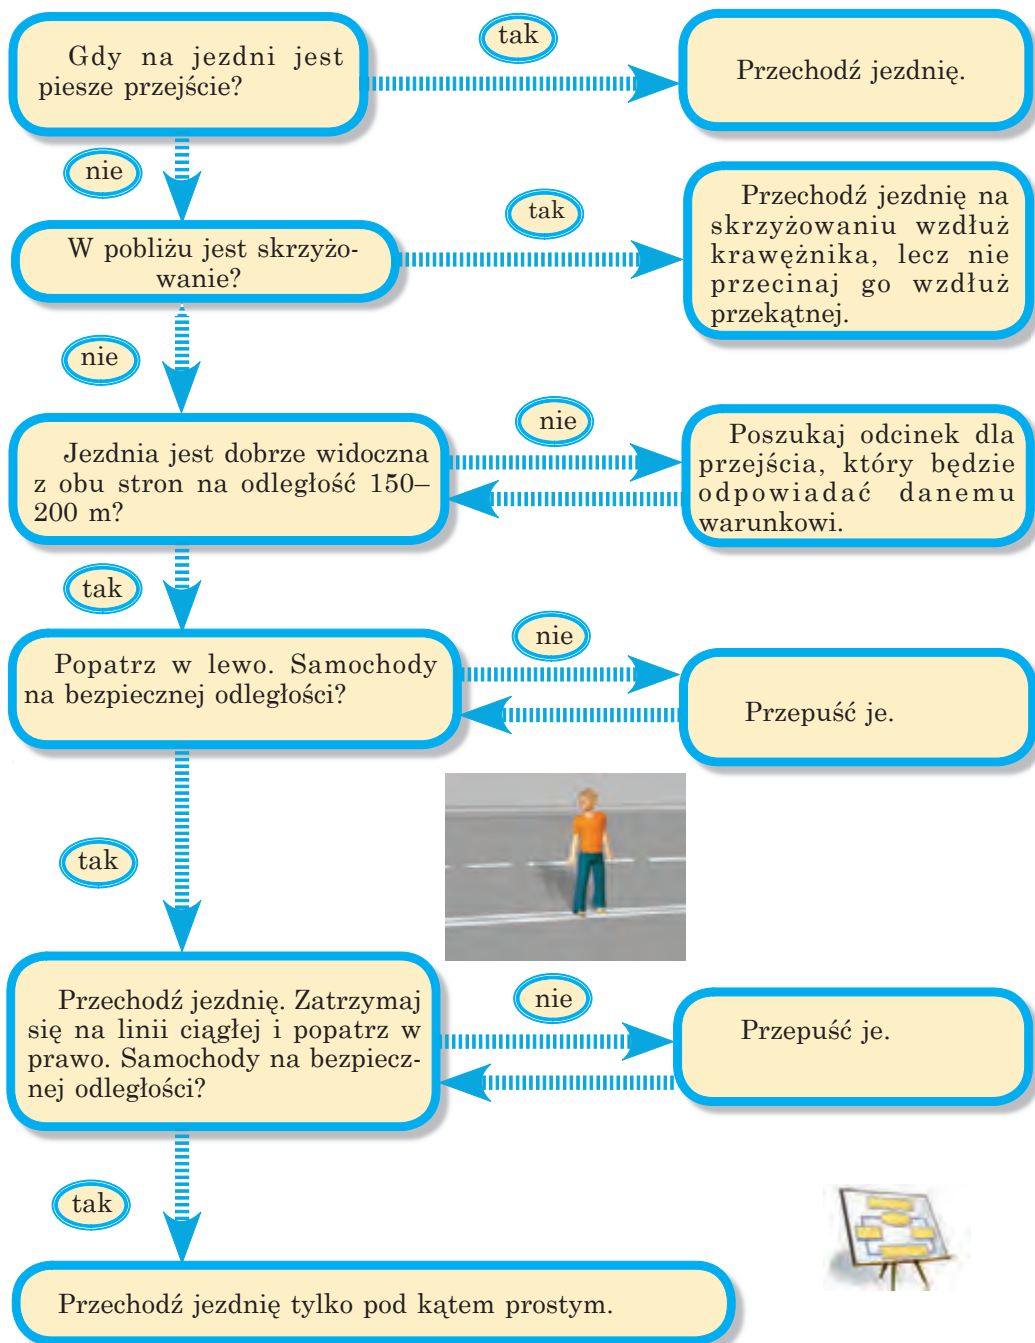 Gdy na jezdni jest
piesze przejście?
tak
Przechodź jezdnię.
nie
W pobliżu jest skrzyżo-
wanie?
tak
Przechodź jezdnię na
skrzyżowaniu wzdłuż
krawężnika, lecz nie
przecinaj go wzdłuż
przekątnej.
nie
Jezdnia jest dobrze widoczna
z obu stron na odległość 150–
200 m?
nie
Poszukaj odcinek dla
przejścia, który będzie
odpowiadać danemu
warunkowi.
tak
Popatrz w lewo. Samochody
na bezpiecznej odległości?
nie
Przepuść je.
tak
Przechodź jezdnię. Zatrzymaj
się na linii ciągłej i popatrz w
prawo. Samochody na bezpiecz-
nej odległości?
nie
Przepuść je.
tak
Przechodź jezdnię tylko pod kątem prostym.